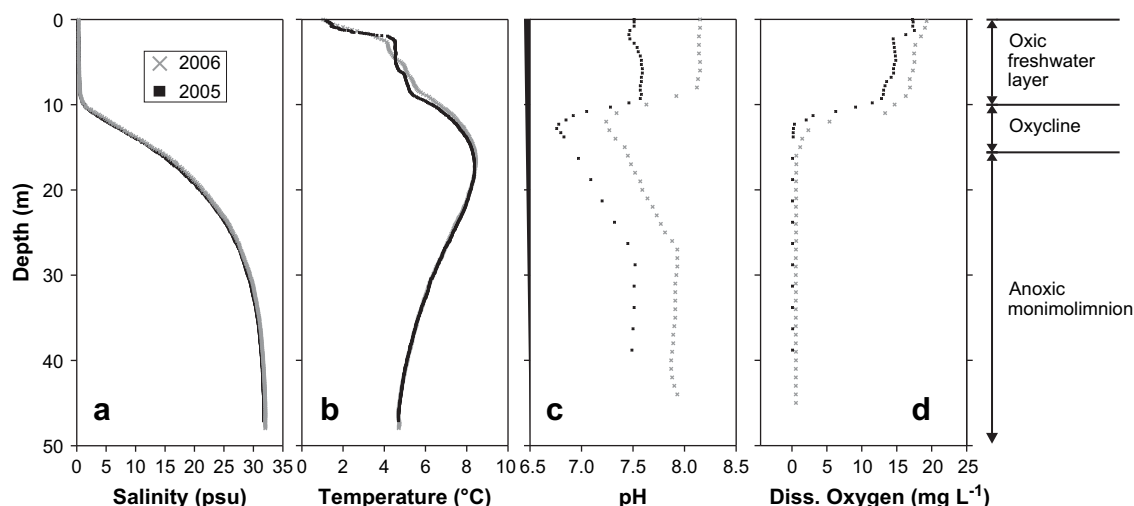 0
10
20
30
40
50
Depth (m)
2006
2005
a
0 5 10 15 20 25 30 35
Salinity (psu)
b
0 2 4 6 8 10
Temperature (°C)
c
6.5 7.0 7.5 8.0 8.5
pH
d
0 5 10 15 20 25
Diss. Oxygen (mg L-1)
Oxic
freshwater
layer
Oxycline
Anoxic
monimolimnion